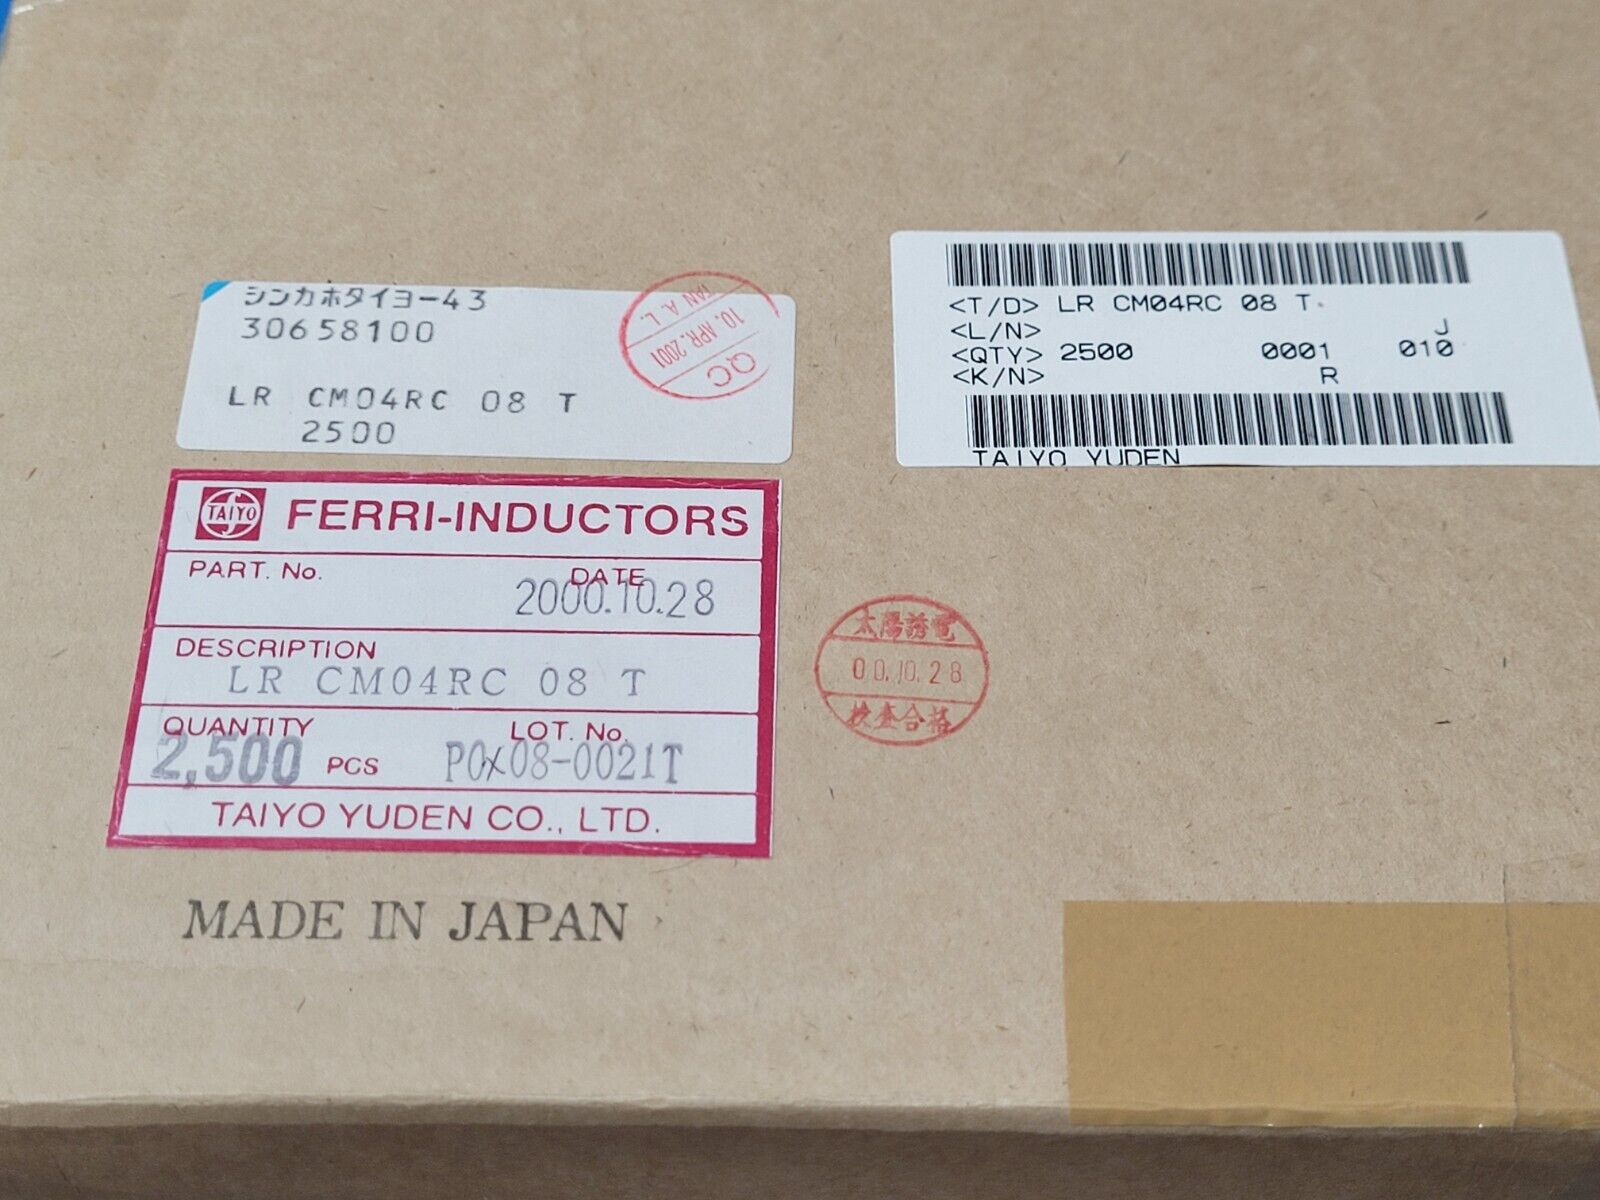 シンカホタイヨー43
30658100
LR CM04RC 08 T
2500
TAN A. L.
10. APR. 2001
QC
<T/D> LR CM04RC 08 T
<L/N> J
<QTY> 2500 0001 010
<K/N> R
TAIYO YUDEN
TAIYO FERRI-INDUCTORS
PART. No. DATE
2000.10.28
DESCRIPTION
LR CM04RC 08 T
QUANTITY LOT. No.
2,500 PCS P0X08-0021T
TAIYO YUDEN CO., LTD.
太陽誘電
00.10.28
検査合格
MADE IN JAPAN